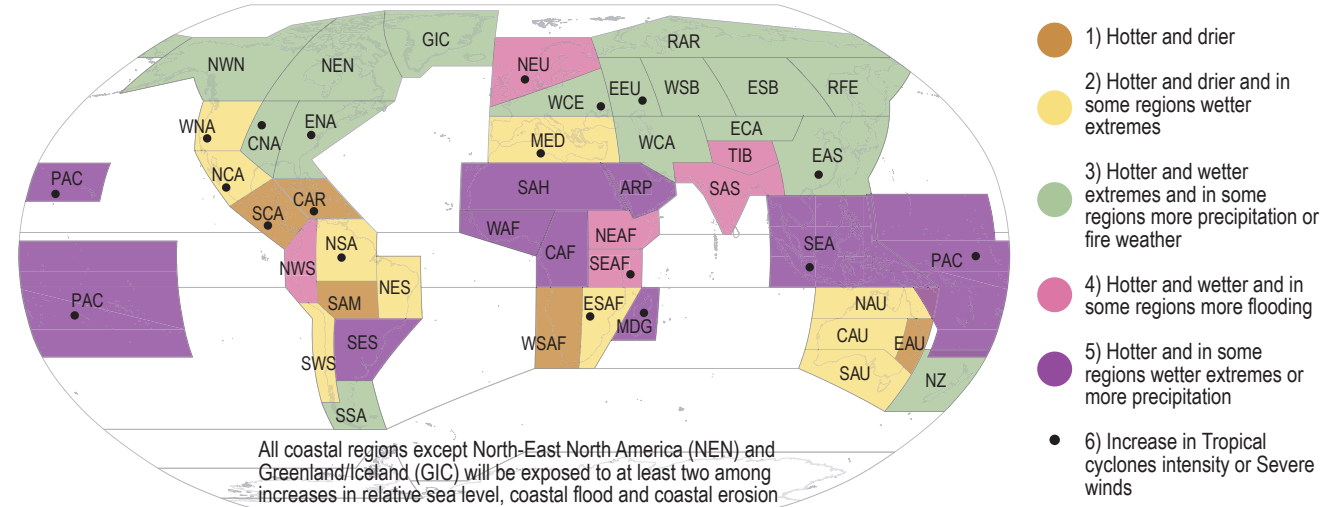 GIC
RAR
NWN
NEN
NEU
EEU
WSB
ESB
RFE
WCE
WNA
CNA
ENA
MED
WCA
ECA
TIB
EAS
NCA
PAC
SAH
ARP
SAS
SCA
CAR
WAF
CAF
NEAF
SEAF
SEA
PAC
NSA
NWS
NES
PAC
SAM
WSAF
ESAF
MDG
NAU
CAU
EAU
SES
SWS
SAU
NZ
SSA
All coastal regions except North-East North America (NEN) and
Greenland/Iceland (GIC) will be exposed to at least two among
increases in relative sea level, coastal flood and coastal erosion
1) Hotter and drier
2) Hotter and drier and in
some regions wetter
extremes
3) Hotter and wetter
extremes and in some
regions more precipitation or
fire weather
4) Hotter and wetter and in
some regions more flooding
5) Hotter and in some
regions wetter extremes or
more precipitation
6) Increase in Tropical
cyclones intensity or Severe
winds